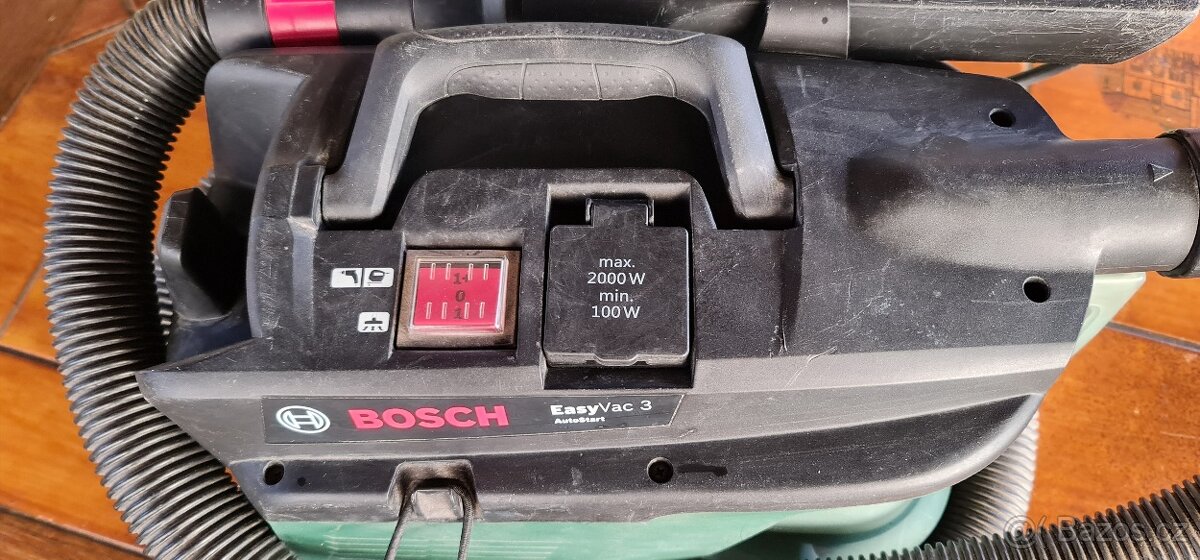 1+
0
1
max.
2000 W
min.
100 W
BOSCH
EasyVac 3
AutoStart
Bazos.cz